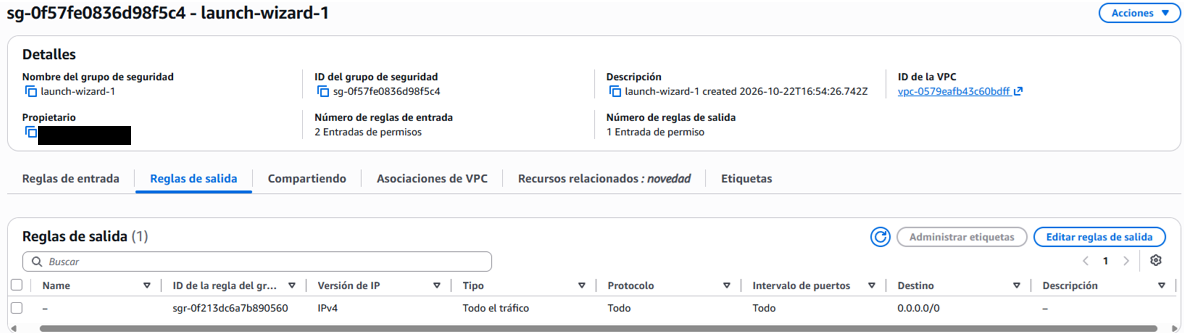 sg-0f57fe0836d98f5c4 - launch-wizard-1
Acciones
Detalles
Nombre del grupo de seguridad
launch-wizard-1
ID del grupo de seguridad
sg-0f57fe0836d98f5c4
Descripción
launch-wizard-1 created 2026-10-22T16:54:26.742Z
ID de la VPC
vpc-0579eafb43c60bdff
Propietario
Número de reglas de entrada
2 Entradas de permisos
Número de reglas de salida
1 Entrada de permiso
Reglas de entrada Reglas de salida Compartiendo Asociaciones de VPC Recursos relacionados : novedad Etiquetas
Reglas de salida (1)
Administrar etiquetas
Editar reglas de salida
Buscar
1
Name ID de la regla del gr... Versión de IP Tipo Protocolo Intervalo de puertos Destino Descripción
– sgr-0f213dc6a7b890560 IPv4 Todo el tráfico Todo Todo 0.0.0.0/0 –